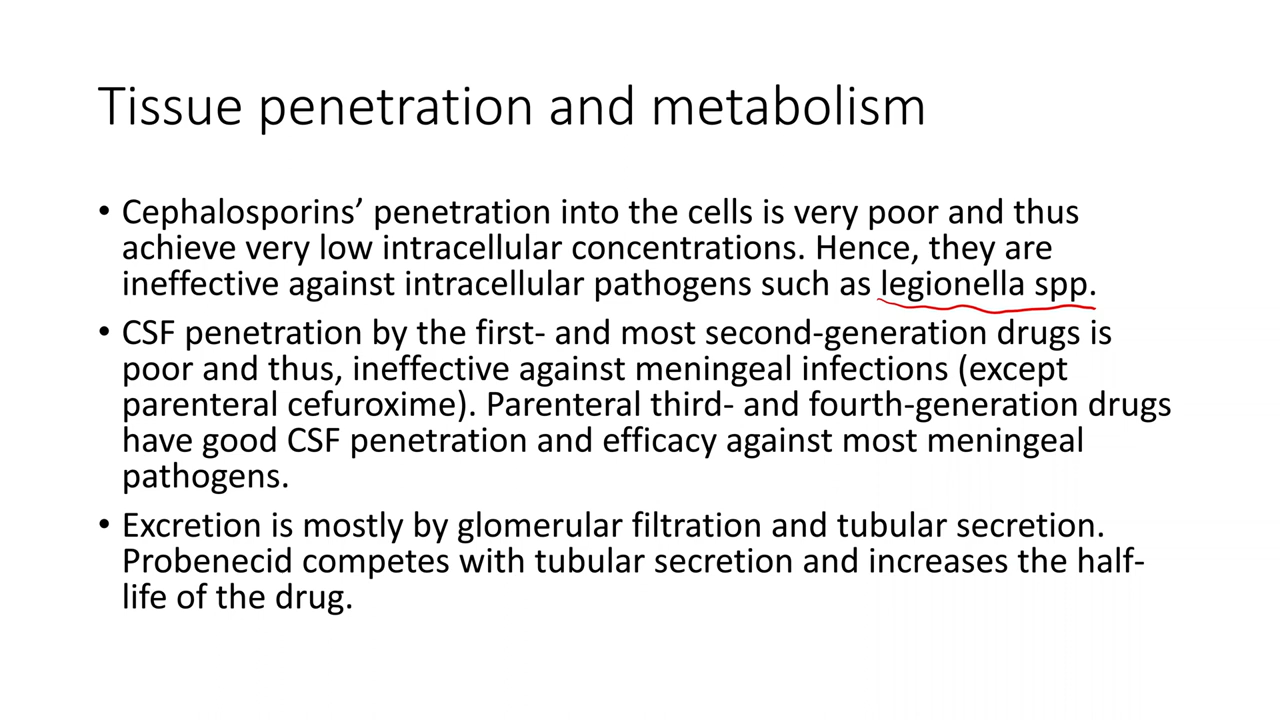 Tissue penetration and metabolism
• Cephalosporins’ penetration into the cells is very poor and thus
achieve very low intracellular concentrations. Hence, they are
ineffective against intracellular pathogens such as legionella spp.
• CSF penetration by the first- and most second-generation drugs is
poor and thus, ineffective against meningeal infections (except
parenteral cefuroxime). Parenteral third- and fourth-generation drugs
have good CSF penetration and efficacy against most meningeal
pathogens.
• Excretion is mostly by glomerular filtration and tubular secretion.
Probenecid competes with tubular secretion and increases the half-
life of the drug.